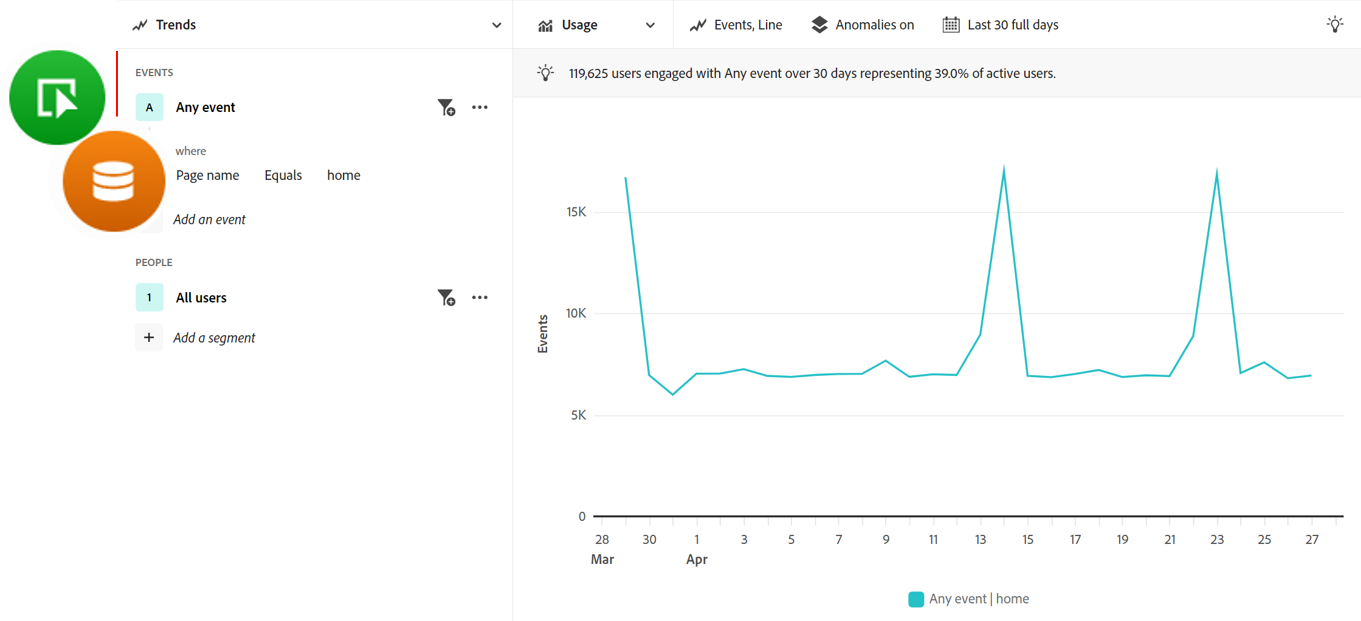 Trends
Usage
Events, Line
Anomalies on
Last 30 full days
EVENTS
A
Any event
where
Page name Equals home
Add an event
PEOPLE
1
All users
+
Add a segment
119,625 users engaged with Any event over 30 days representing 39.0% of active users.
Events
15K
10K
5K
0
28 30 1 3 5 7 9 11 13 15 17 19 21 23 25 27
Mar Apr
Any event | home